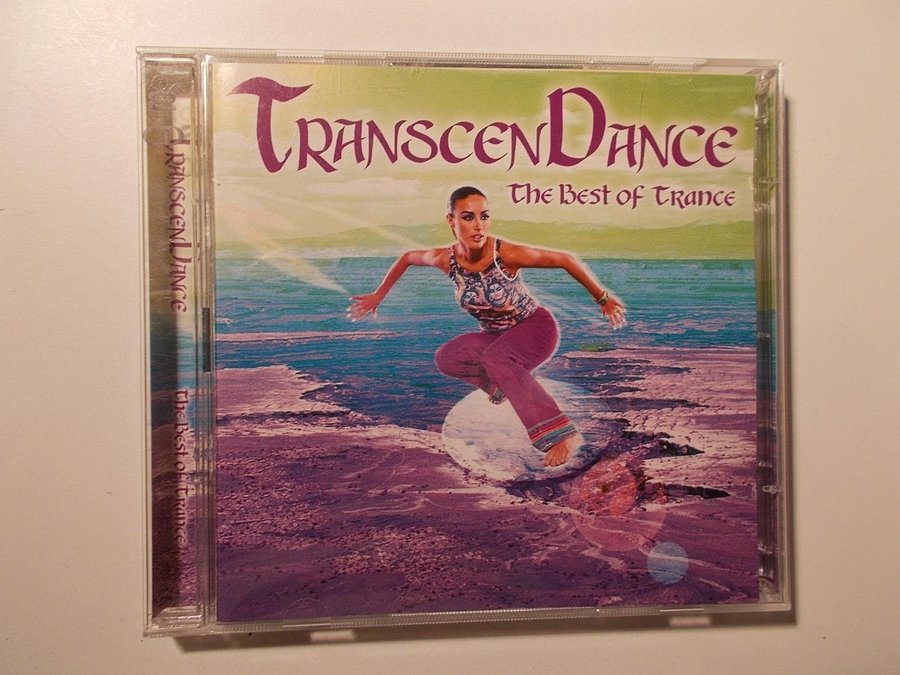 TRANSCENDANCE
The Best of Trance
TRANSCENDANCE
The Best of Trance